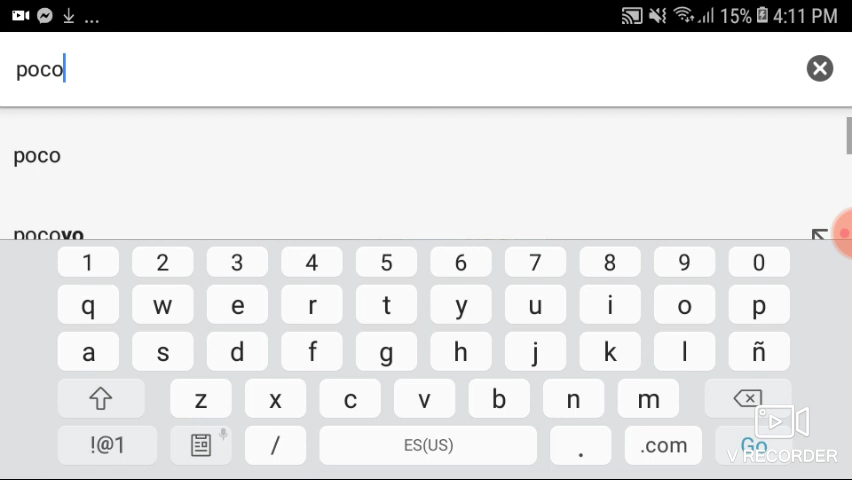 ... 15% 4:11 PM
poco
poco
pocoyo
1 2 3 4 5 6 7 8 9 0
q w e r t y u i o p
a s d f g h j k l ñ
z x c v b n m
!@1 / ES(US) . .com Go
V RECORDER